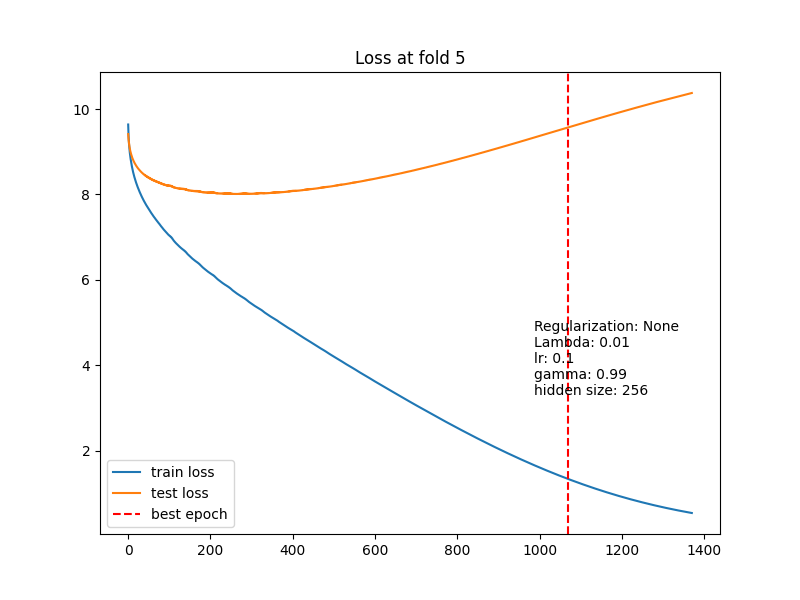 Loss at fold 5
10
8
6
4
2
Regularization: None
Lambda: 0.01
lr: 0.1
gamma: 0.99
hidden size: 256
train loss
test loss
best epoch
0 200 400 600 800 1000 1200 1400